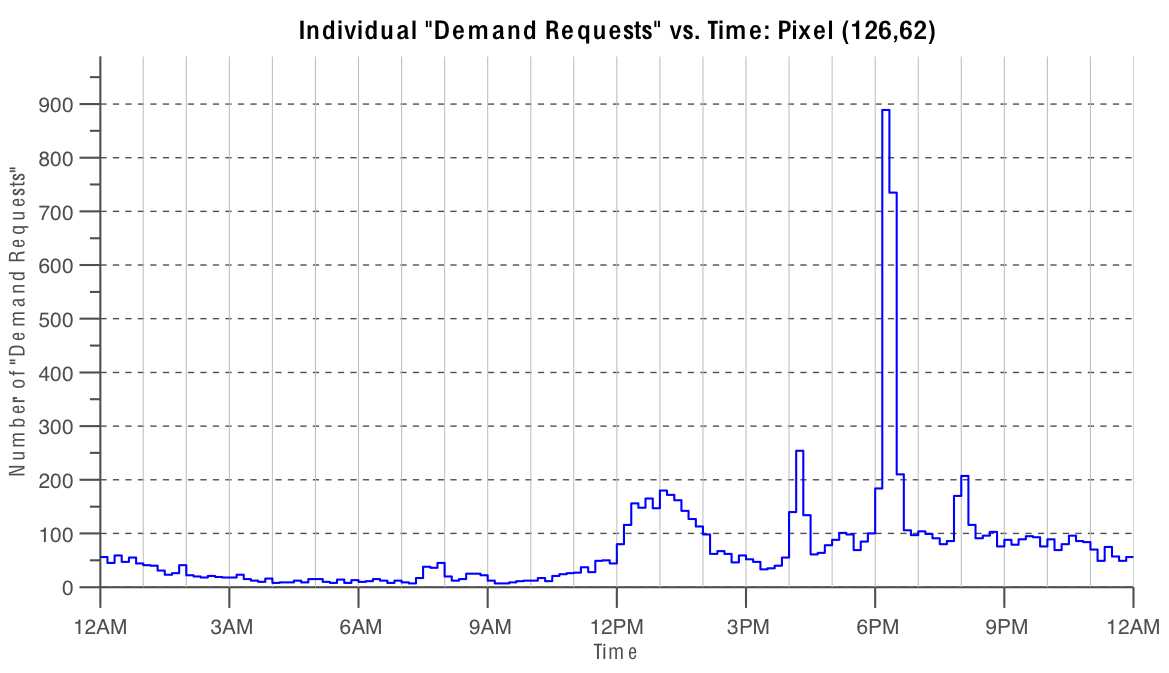 Individual "Demand Requests" vs. Time: Pixel (126,62)
Number of "Demand Requests"
900
800
700
600
500
400
300
200
100
0
12AM 3AM 6AM 9AM 12PM 3PM 6PM 9PM 12AM
Time